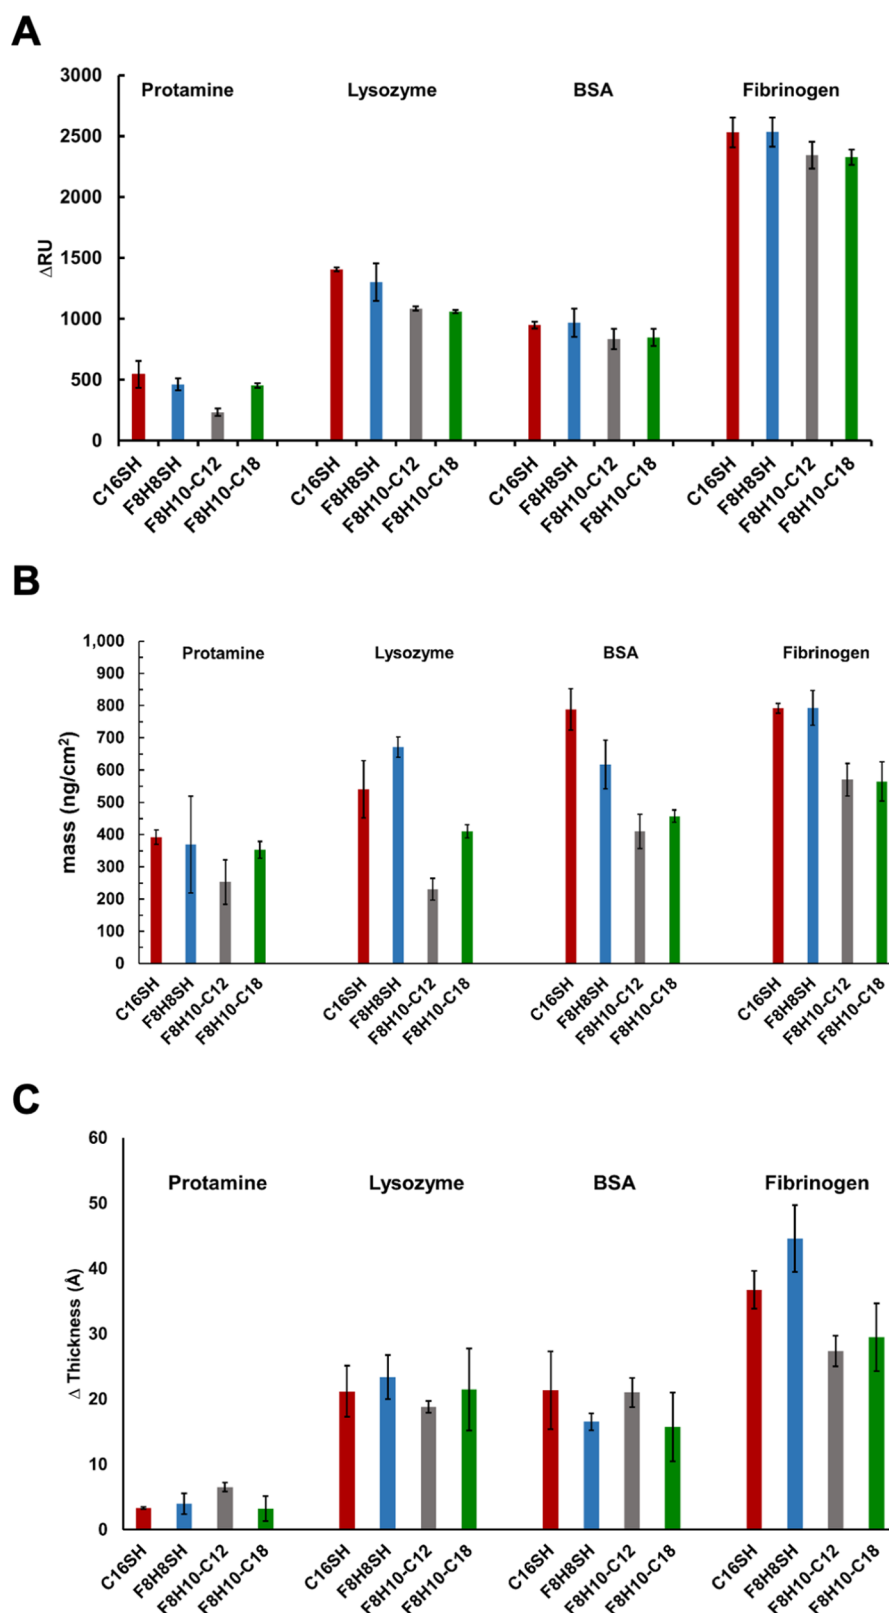 A
3000
2500
2000
1500
1000
500
0
ΔRU
Protamine Lysozyme BSA Fibrinogen
C16SH F8H8SH F8H10-C12 F8H10-C18 C16SH F8H8SH F8H10-C12 F8H10-C18 C16SH F8H8SH F8H10-C12 F8H10-C18 C16SH F8H8SH F8H10-C12 F8H10-C18
B
1,000
900
800
700
600
500
400
300
200
100
0
mass (ng/cm²)
Protamine Lysozyme BSA Fibrinogen
C16SH F8H8SH F8H10-C12 F8H10-C18 C16SH F8H8SH F8H10-C12 F8H10-C18 C16SH F8H8SH F8H10-C12 F8H10-C18 C16SH F8H8SH F8H10-C12 F8H10-C18
C
60
50
40
30
20
10
0
Δ Thickness (Å)
Protamine Lysozyme BSA Fibrinogen
C16SH F8H8SH F8H10-C12 F8H10-C18 C16SH F8H8SH F8H10-C12 F8H10-C18 C16SH F8H8SH F8H10-C12 F8H10-C18 C16SH F8H8SH F8H10-C12 F8H10-C18